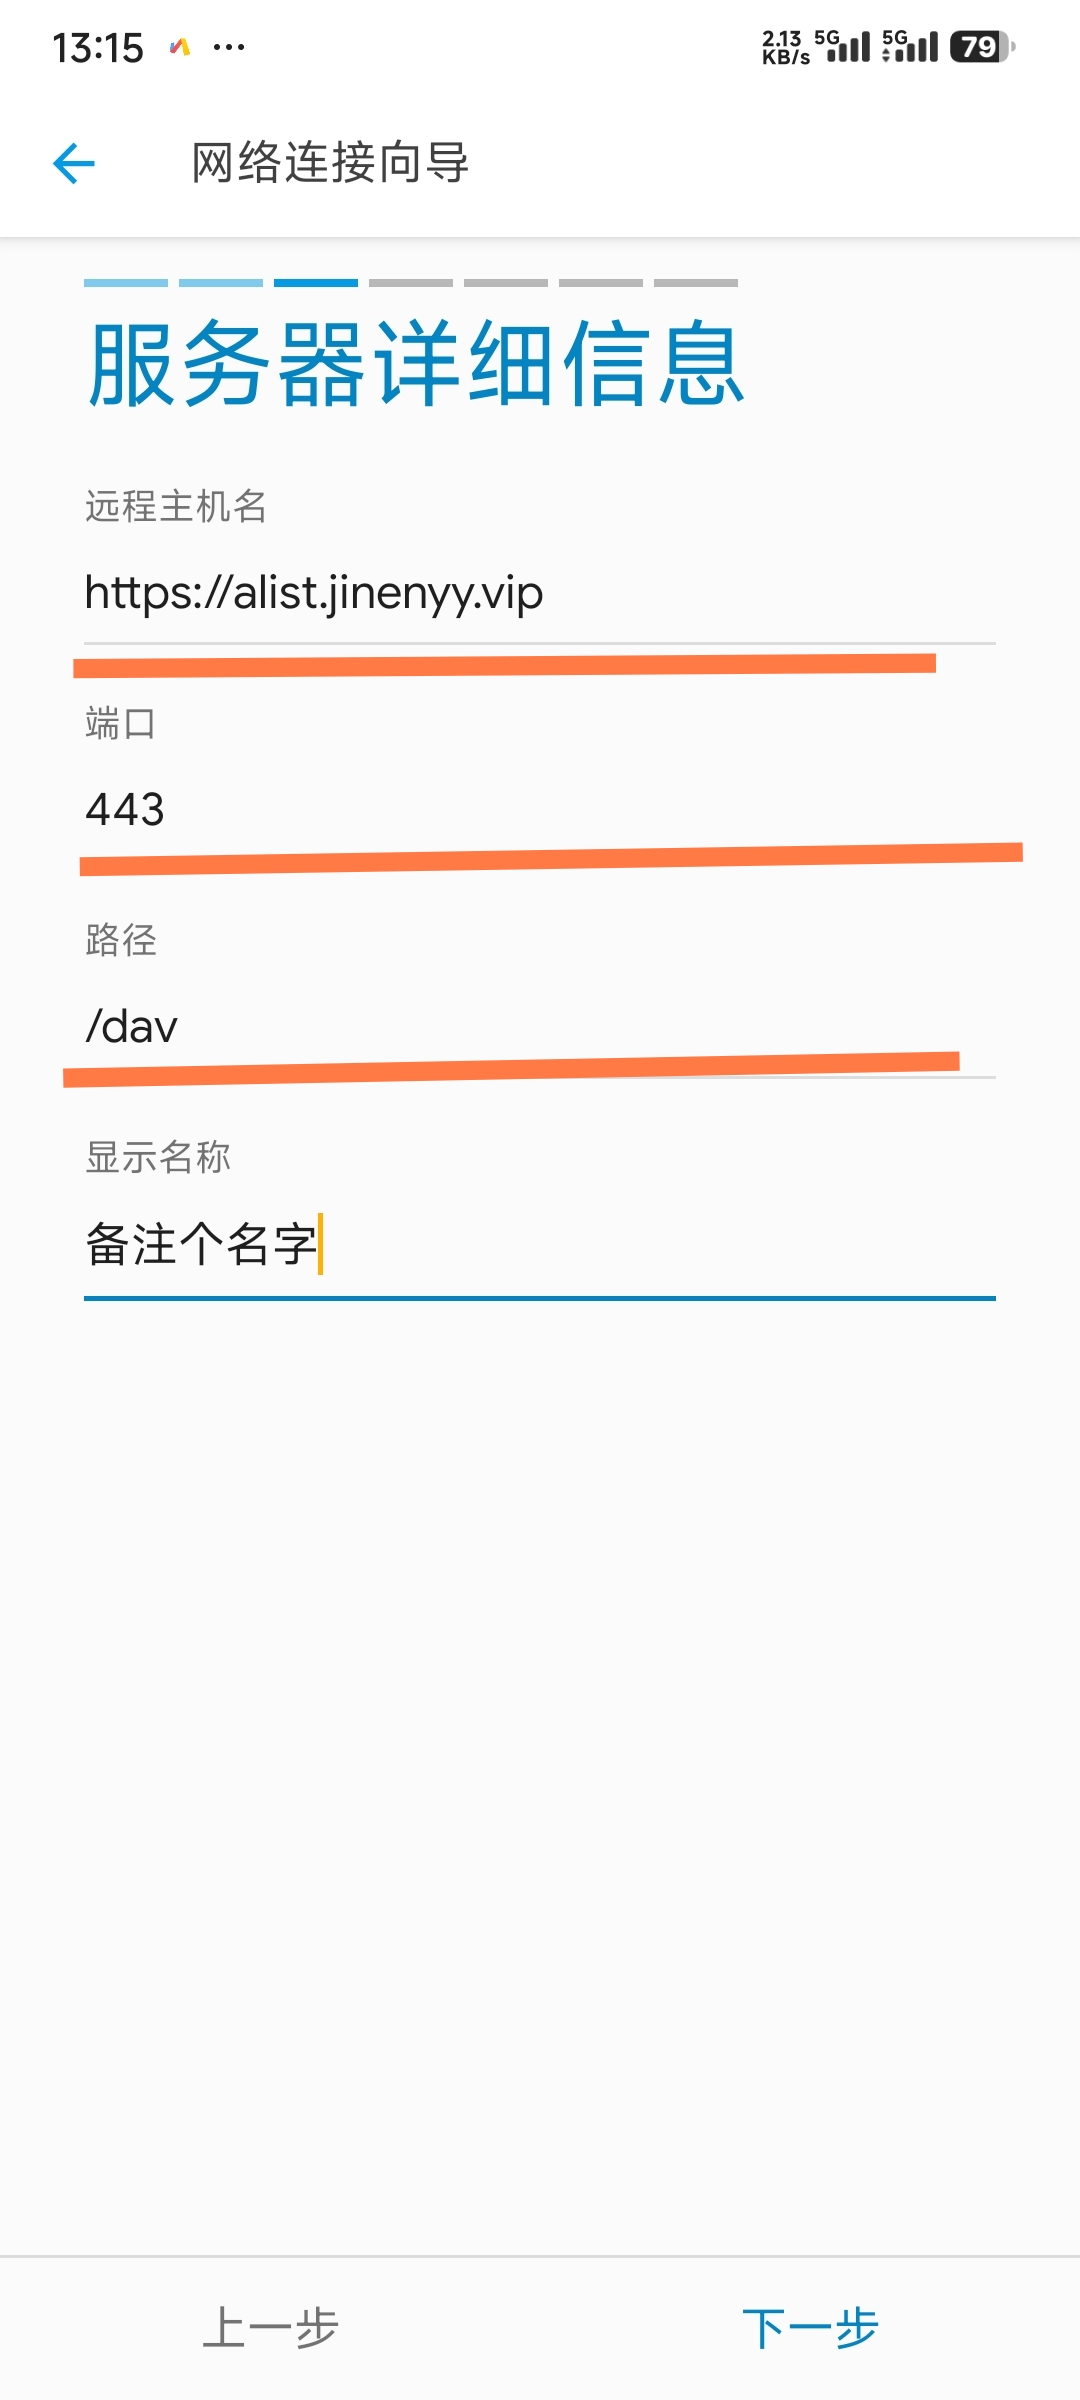 13:15 ... 2.13 KB/s 5G 5G 79
网络连接向导
服务器详细信息
远程主机名
https://alist.jinenyy.vip
端口
443
路径
/dav
显示名称
备注个名字
上一步 下一步